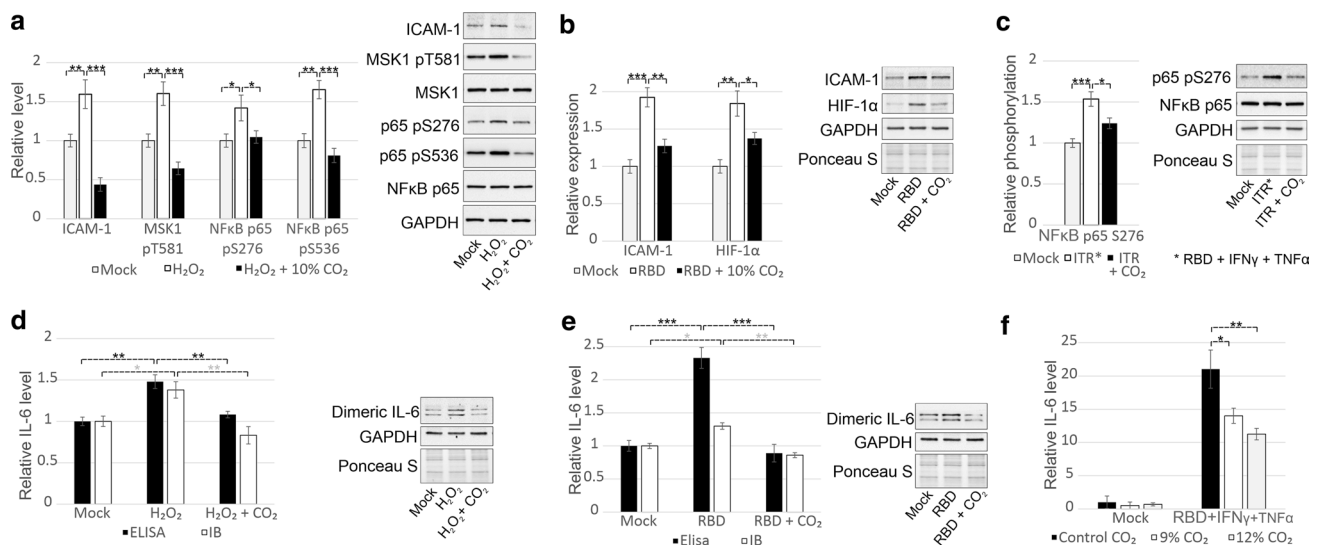 a
Relative level
2
1.5
1
0.5
0
** *** ** *** * * ** ***
ICAM-1
MSK1 pT581
NFκB p65 pS276
NFκB p65 pS536
Mock H₂O₂ H₂O₂ + 10% CO₂
ICAM-1
MSK1 pT581
MSK1
p65 pS276
p65 pS536
NFκB p65
GAPDH
Mock
H₂O₂
H₂O₂+ CO₂
b
Relative expression
2
1.5
1
0.5
0
*** ** ** *
ICAM-1 HIF-1α
Mock RBD RBD + 10% CO₂
ICAM-1
HIF-1α
GAPDH
Ponceau S
Mock
RBD
RBD + CO₂
c
Relative phosphorylation
2
1.5
1
0.5
0
*** *
NFκB p65 S276
Mock ITR* ITR + CO₂
p65 pS276
NFκB p65
GAPDH
Ponceau S
Mock
ITR*
ITR + CO₂
* RBD + IFNγ + TNFα
d
Relative IL-6 level
2
1.5
1
0.5
0
** **
* **
Mock H₂O₂ H₂O₂ + CO₂
ELISA IB
Dimeric IL-6
GAPDH
Ponceau S
Mock
H₂O₂
H₂O₂+ CO₂
e
Relative IL-6 level
2.5
2
1.5
1
0.5
0
*** ***
* **
Mock RBD RBD + CO₂
Elisa IB
Dimeric IL-6
GAPDH
Ponceau S
Mock
RBD
RBD + CO₂
f
Relative IL-6 level
25
20
15
10
5
0
**
*
Mock RBD+IFNγ+TNFα
Control CO₂ 9% CO₂ 12% CO₂